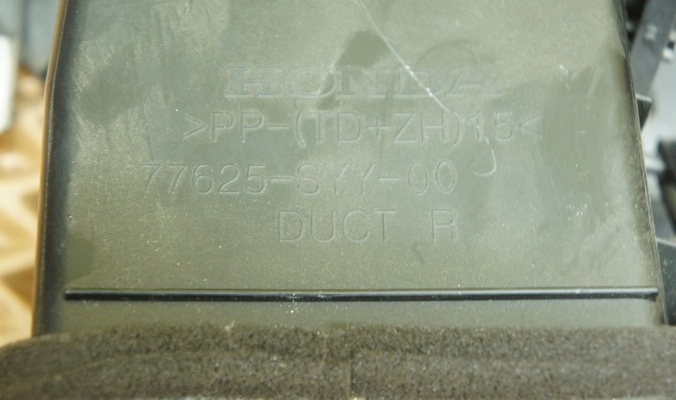 HONDA
>PP-(TD+ZH)15<
77625-SYY-00
DUCT R